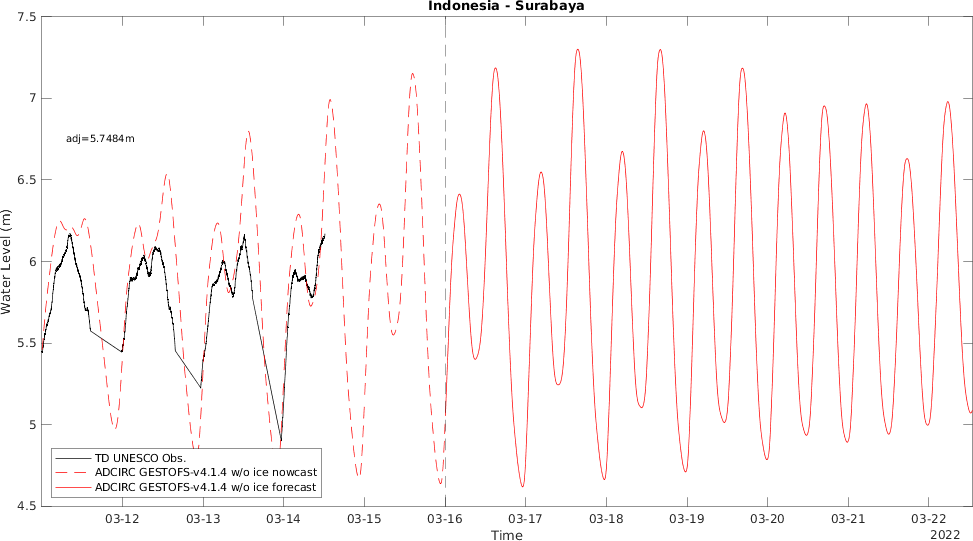 Indonesia - Surabaya
7.5
7
6.5
6
5.5
5
4.5
Water Level (m)
adj=5.7484m
TD UNESCO Obs.
ADCIRC GESTOFS-v4.1.4 w/o ice nowcast
ADCIRC GESTOFS-v4.1.4 w/o ice forecast
03-12 03-13 03-14 03-15 03-16 03-17 03-18 03-19 03-20 03-21 03-22
Time
2022